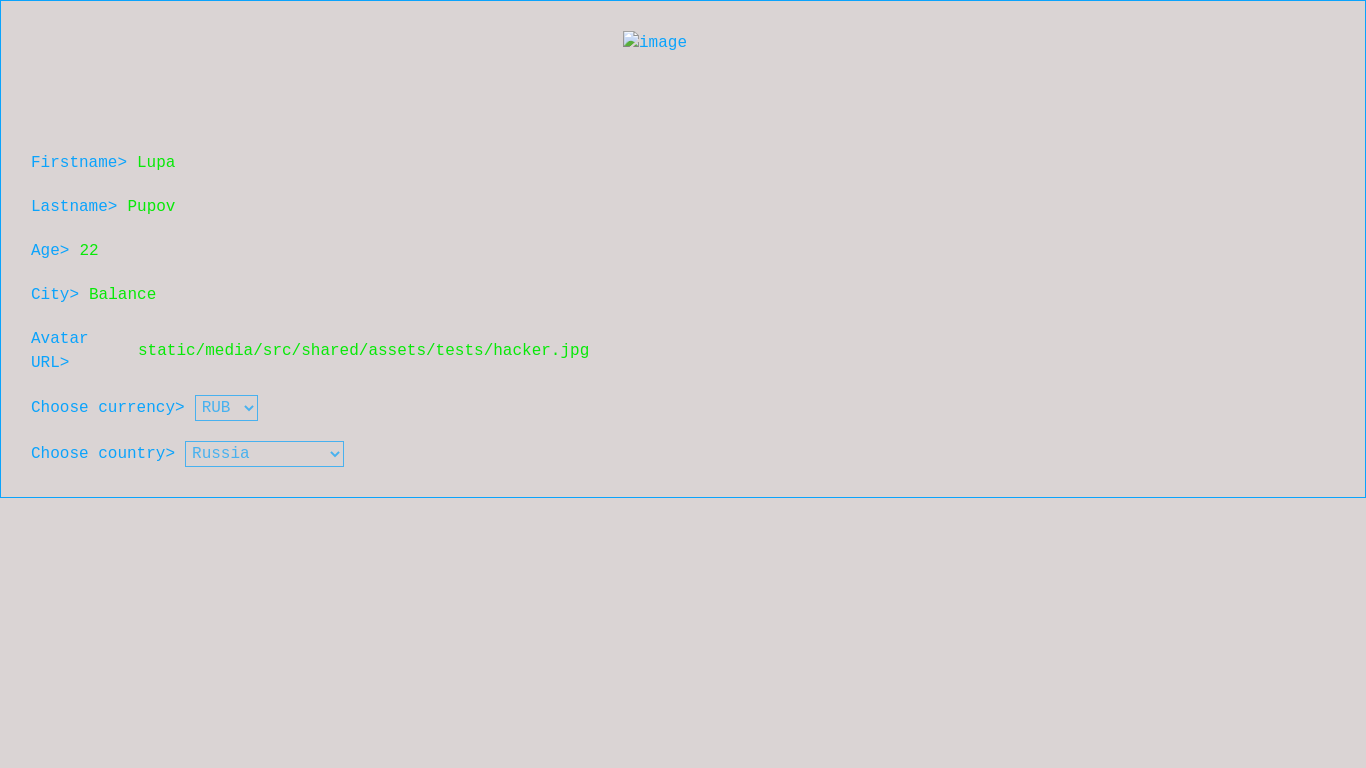 image
Firstname> Lupa
Lastname> Pupov
Age> 22
City> Balance
Avatar
URL> static/media/src/shared/assets/tests/hacker.jpg
Choose currency> RUB
Choose country> Russia